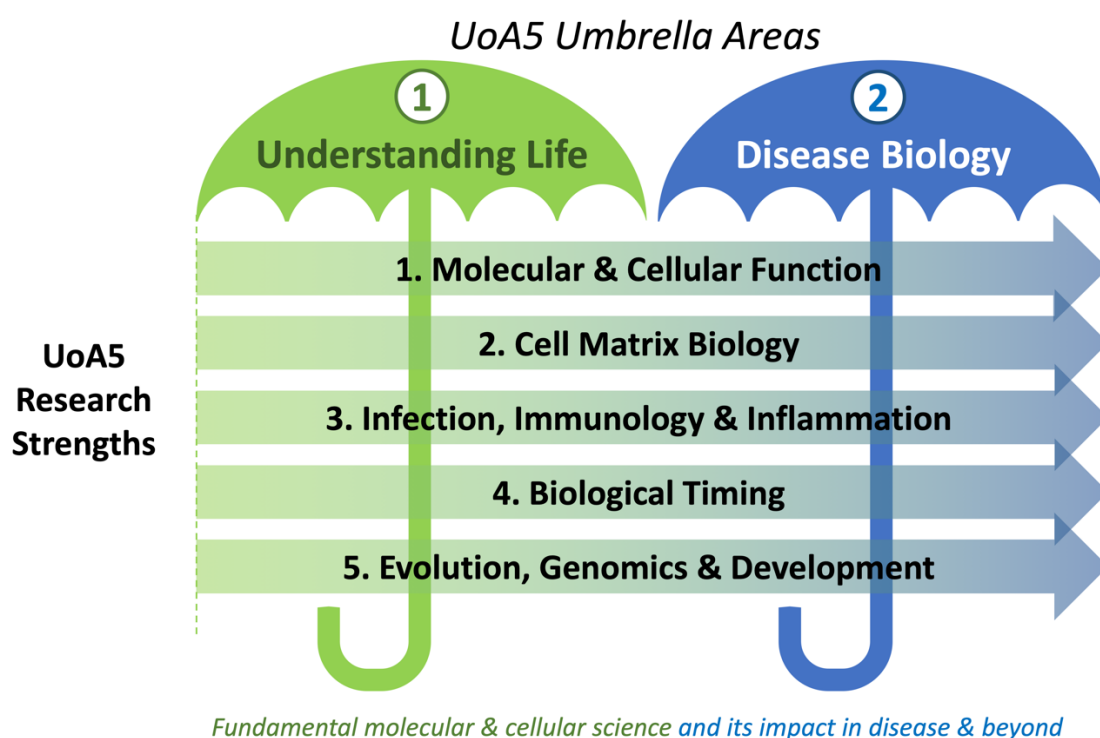 UoA5 Umbrella Areas
1
Understanding Life
2
Disease Biology
UoA5
Research
Strengths
1. Molecular & Cellular Function
2. Cell Matrix Biology
3. Infection, Immunology & Inflammation
4. Biological Timing
5. Evolution, Genomics & Development
Fundamental molecular & cellular science and its impact in disease & beyond